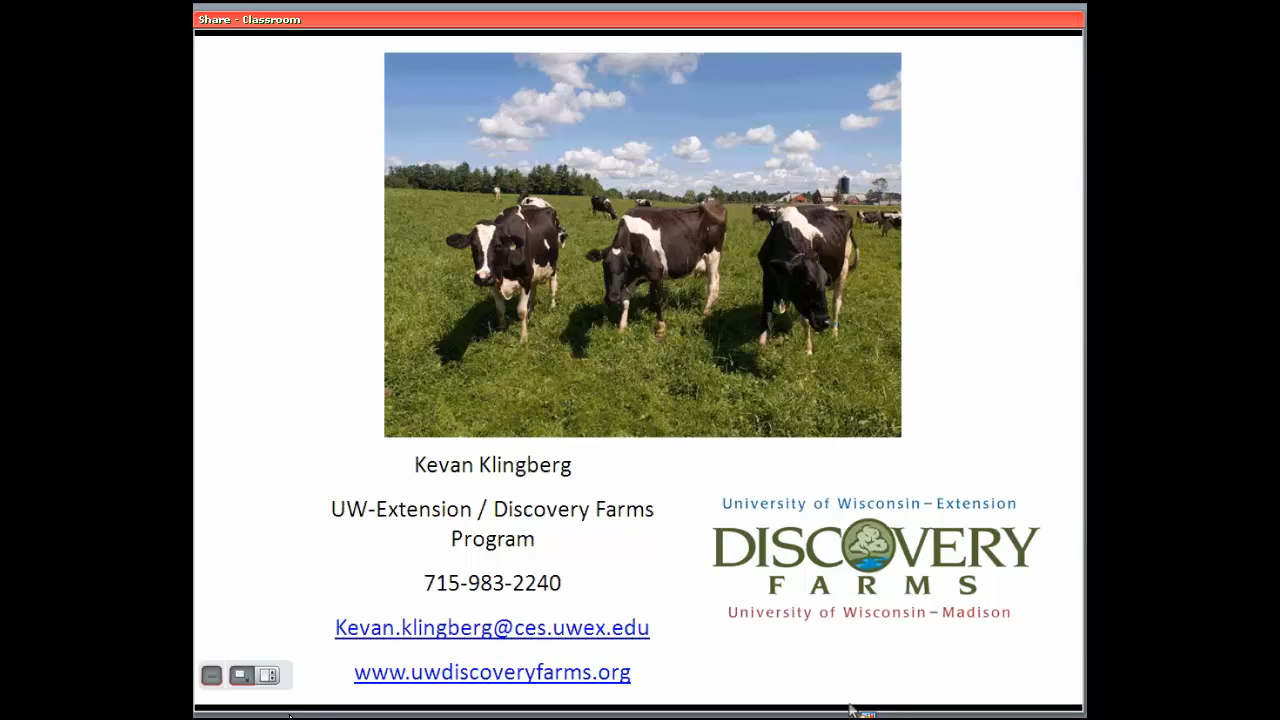 Share - Classroom
Kevan Klingberg
UW-Extension / Discovery Farms
Program
715-983-2240
Kevan.klingberg@ces.uwex.edu
www.uwdiscoveryfarms.org
University of Wisconsin–Extension
DISCOVERY
FARMS
University of Wisconsin–Madison